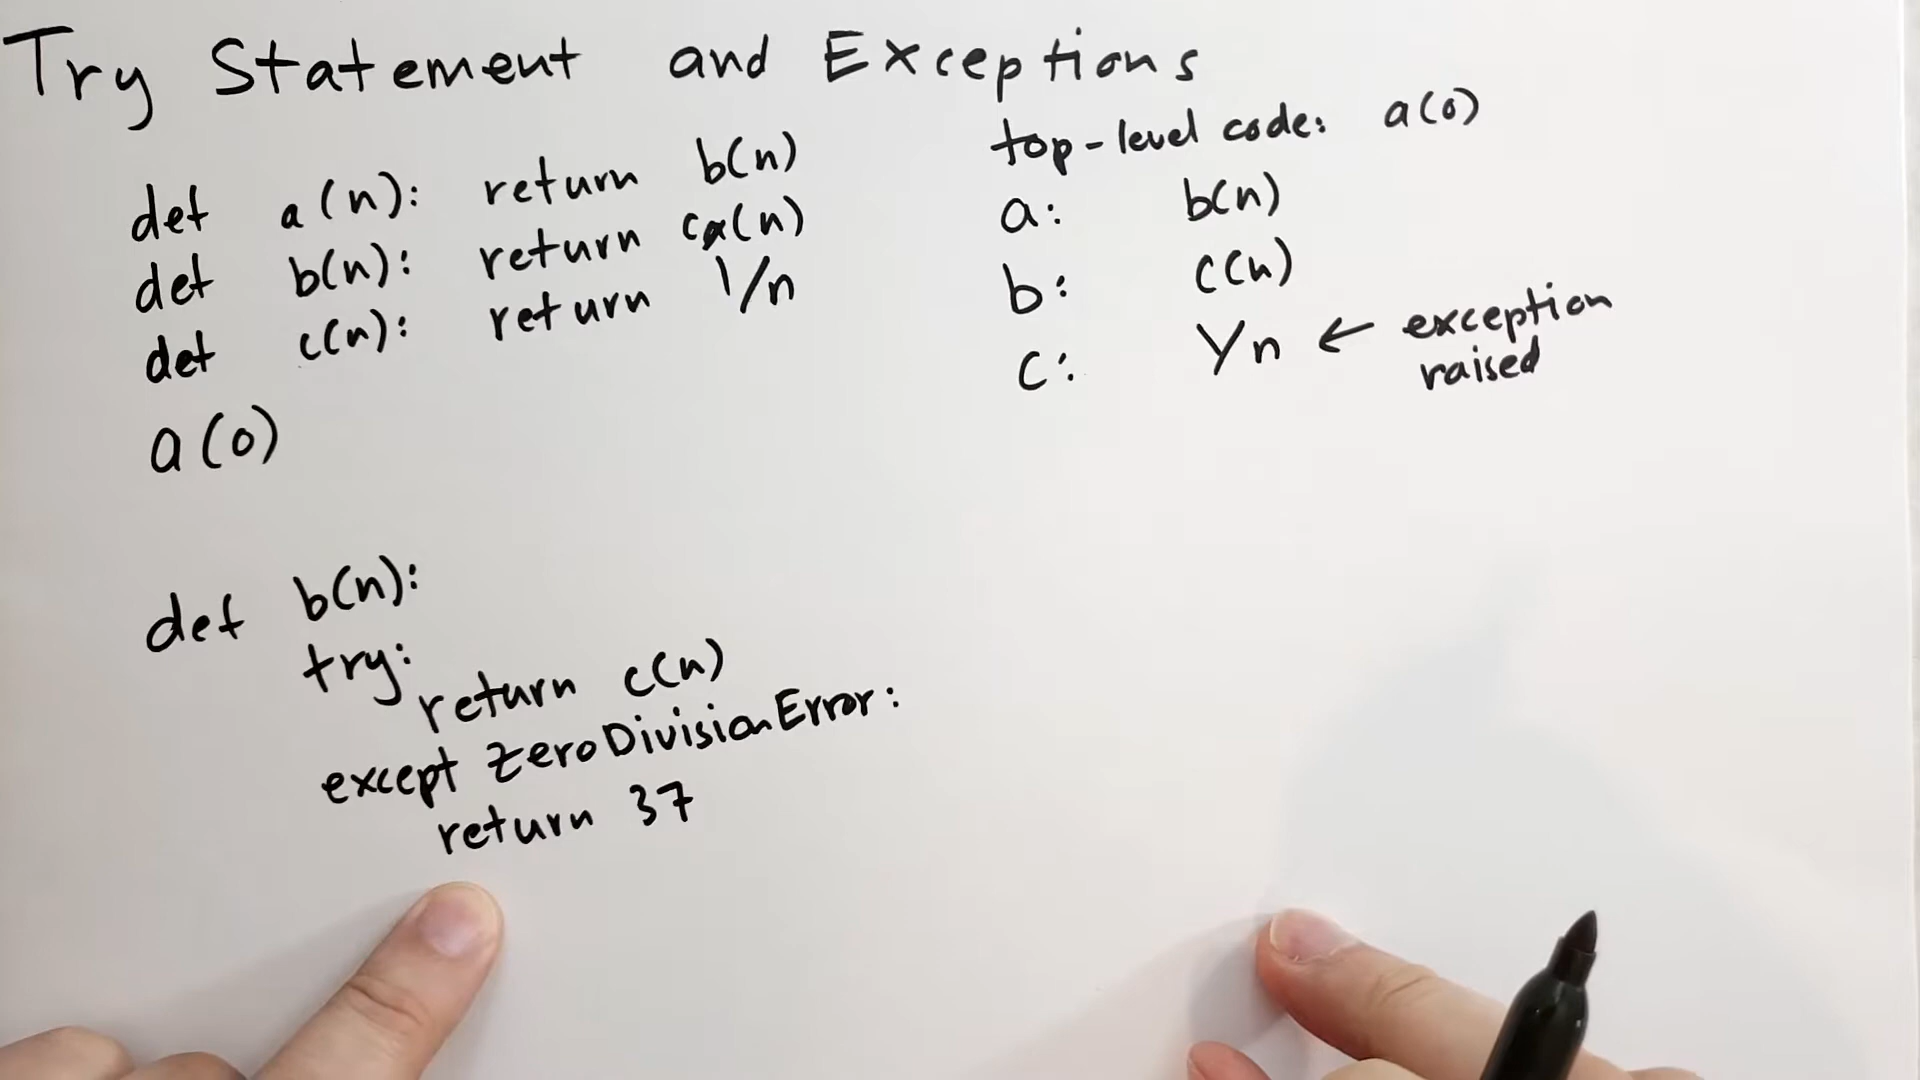 Try Statement and Exceptions
def a(n): return b(n)
def b(n): return c(n)
def c(n): return 1/n
a(0)
top-level code: a(0)
a: b(n)
b: c(n)
c: 1/n ← exception raised
def b(n):
try:
return c(n)
except ZeroDivisionError:
return 37